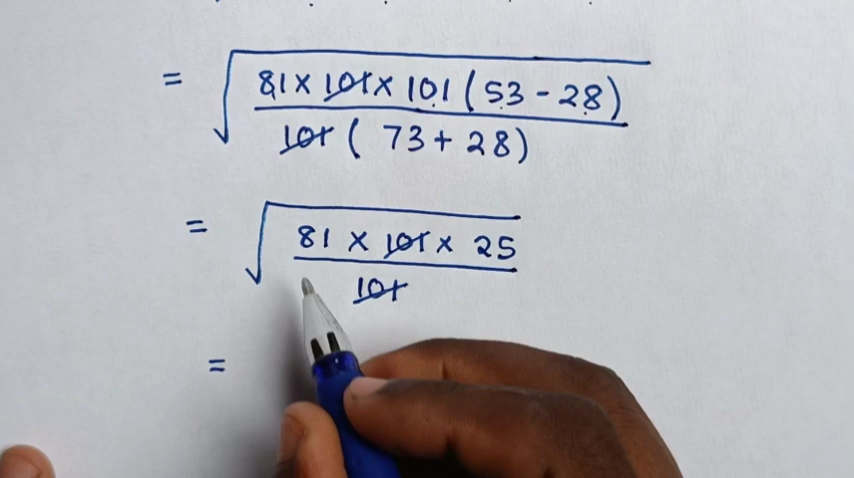 = √ 81 × 101 × 101 ( 53 - 28 )
101 ( 73 + 28 )
= √ 81 × 101 × 25
101
=